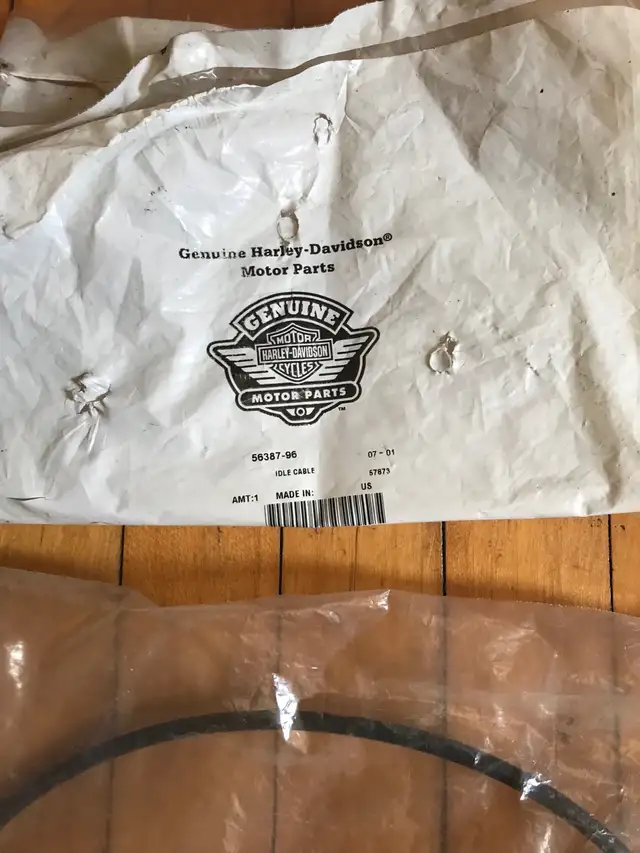 Genuine Harley-Davidson®
Motor Parts
GENUINE
MOTOR
HARLEY-DAVIDSON
CYCLES
MOTOR PARTS
™
56387-96 07-01
IDLE CABLE 57873
AMT:1 MADE IN: US